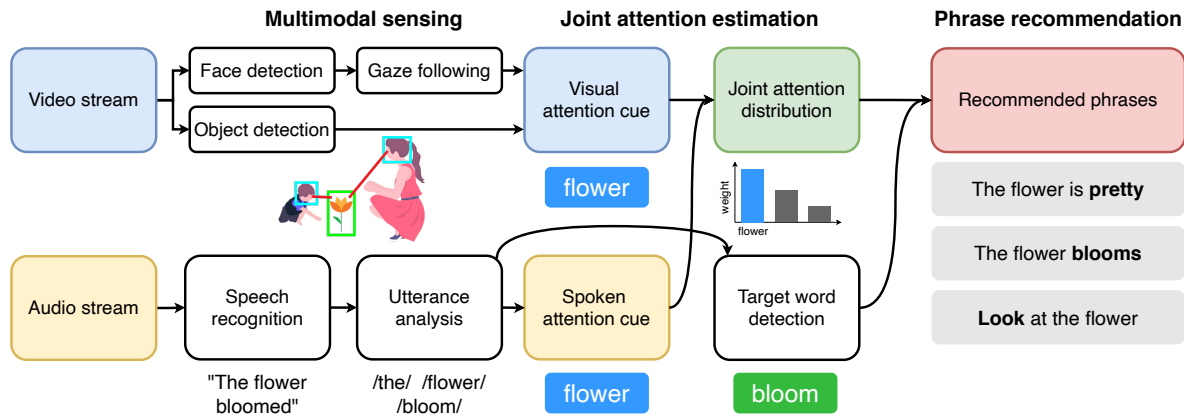 Multimodal sensing
Joint attention estimation
Phrase recommendation
Video stream
Face detection
Gaze following
Object detection
Visual
attention cue
Joint attention
distribution
Recommended phrases
flower
weight
flower
The flower is pretty
The flower blooms
Look at the flower
Audio stream
Speech
recognition
Utterance
analysis
Spoken
attention cue
Target word
detection
"The flower
bloomed"
/the/ /flower/
/bloom/
flower
bloom